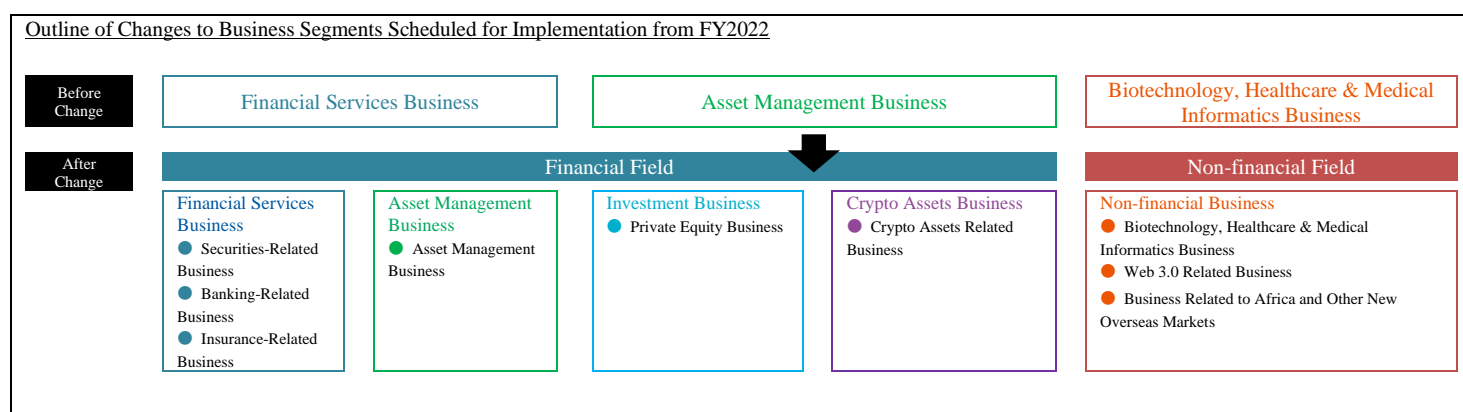 Outline of Changes to Business Segments Scheduled for Implementation from FY2022
Before
Change
Financial Services Business
Asset Management Business
Biotechnology, Healthcare & Medical
Informatics Business
After
Change
Financial Field
Non-financial Field
Financial Services
Business
● Securities-Related
Business
● Banking-Related
Business
● Insurance-Related
Business
Asset Management
Business
● Asset Management
Business
Investment Business
● Private Equity Business
Crypto Assets Business
● Crypto Assets Related
Business
Non-financial Business
● Biotechnology, Healthcare & Medical
Informatics Business
● Web 3.0 Related Business
● Business Related to Africa and Other New
Overseas Markets